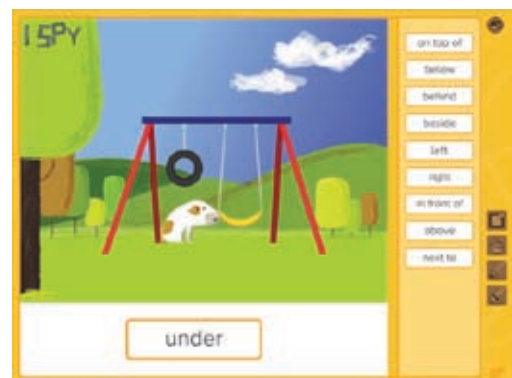 I SPY
on top of
below
behind
beside
left
right
in front of
above
next to
under